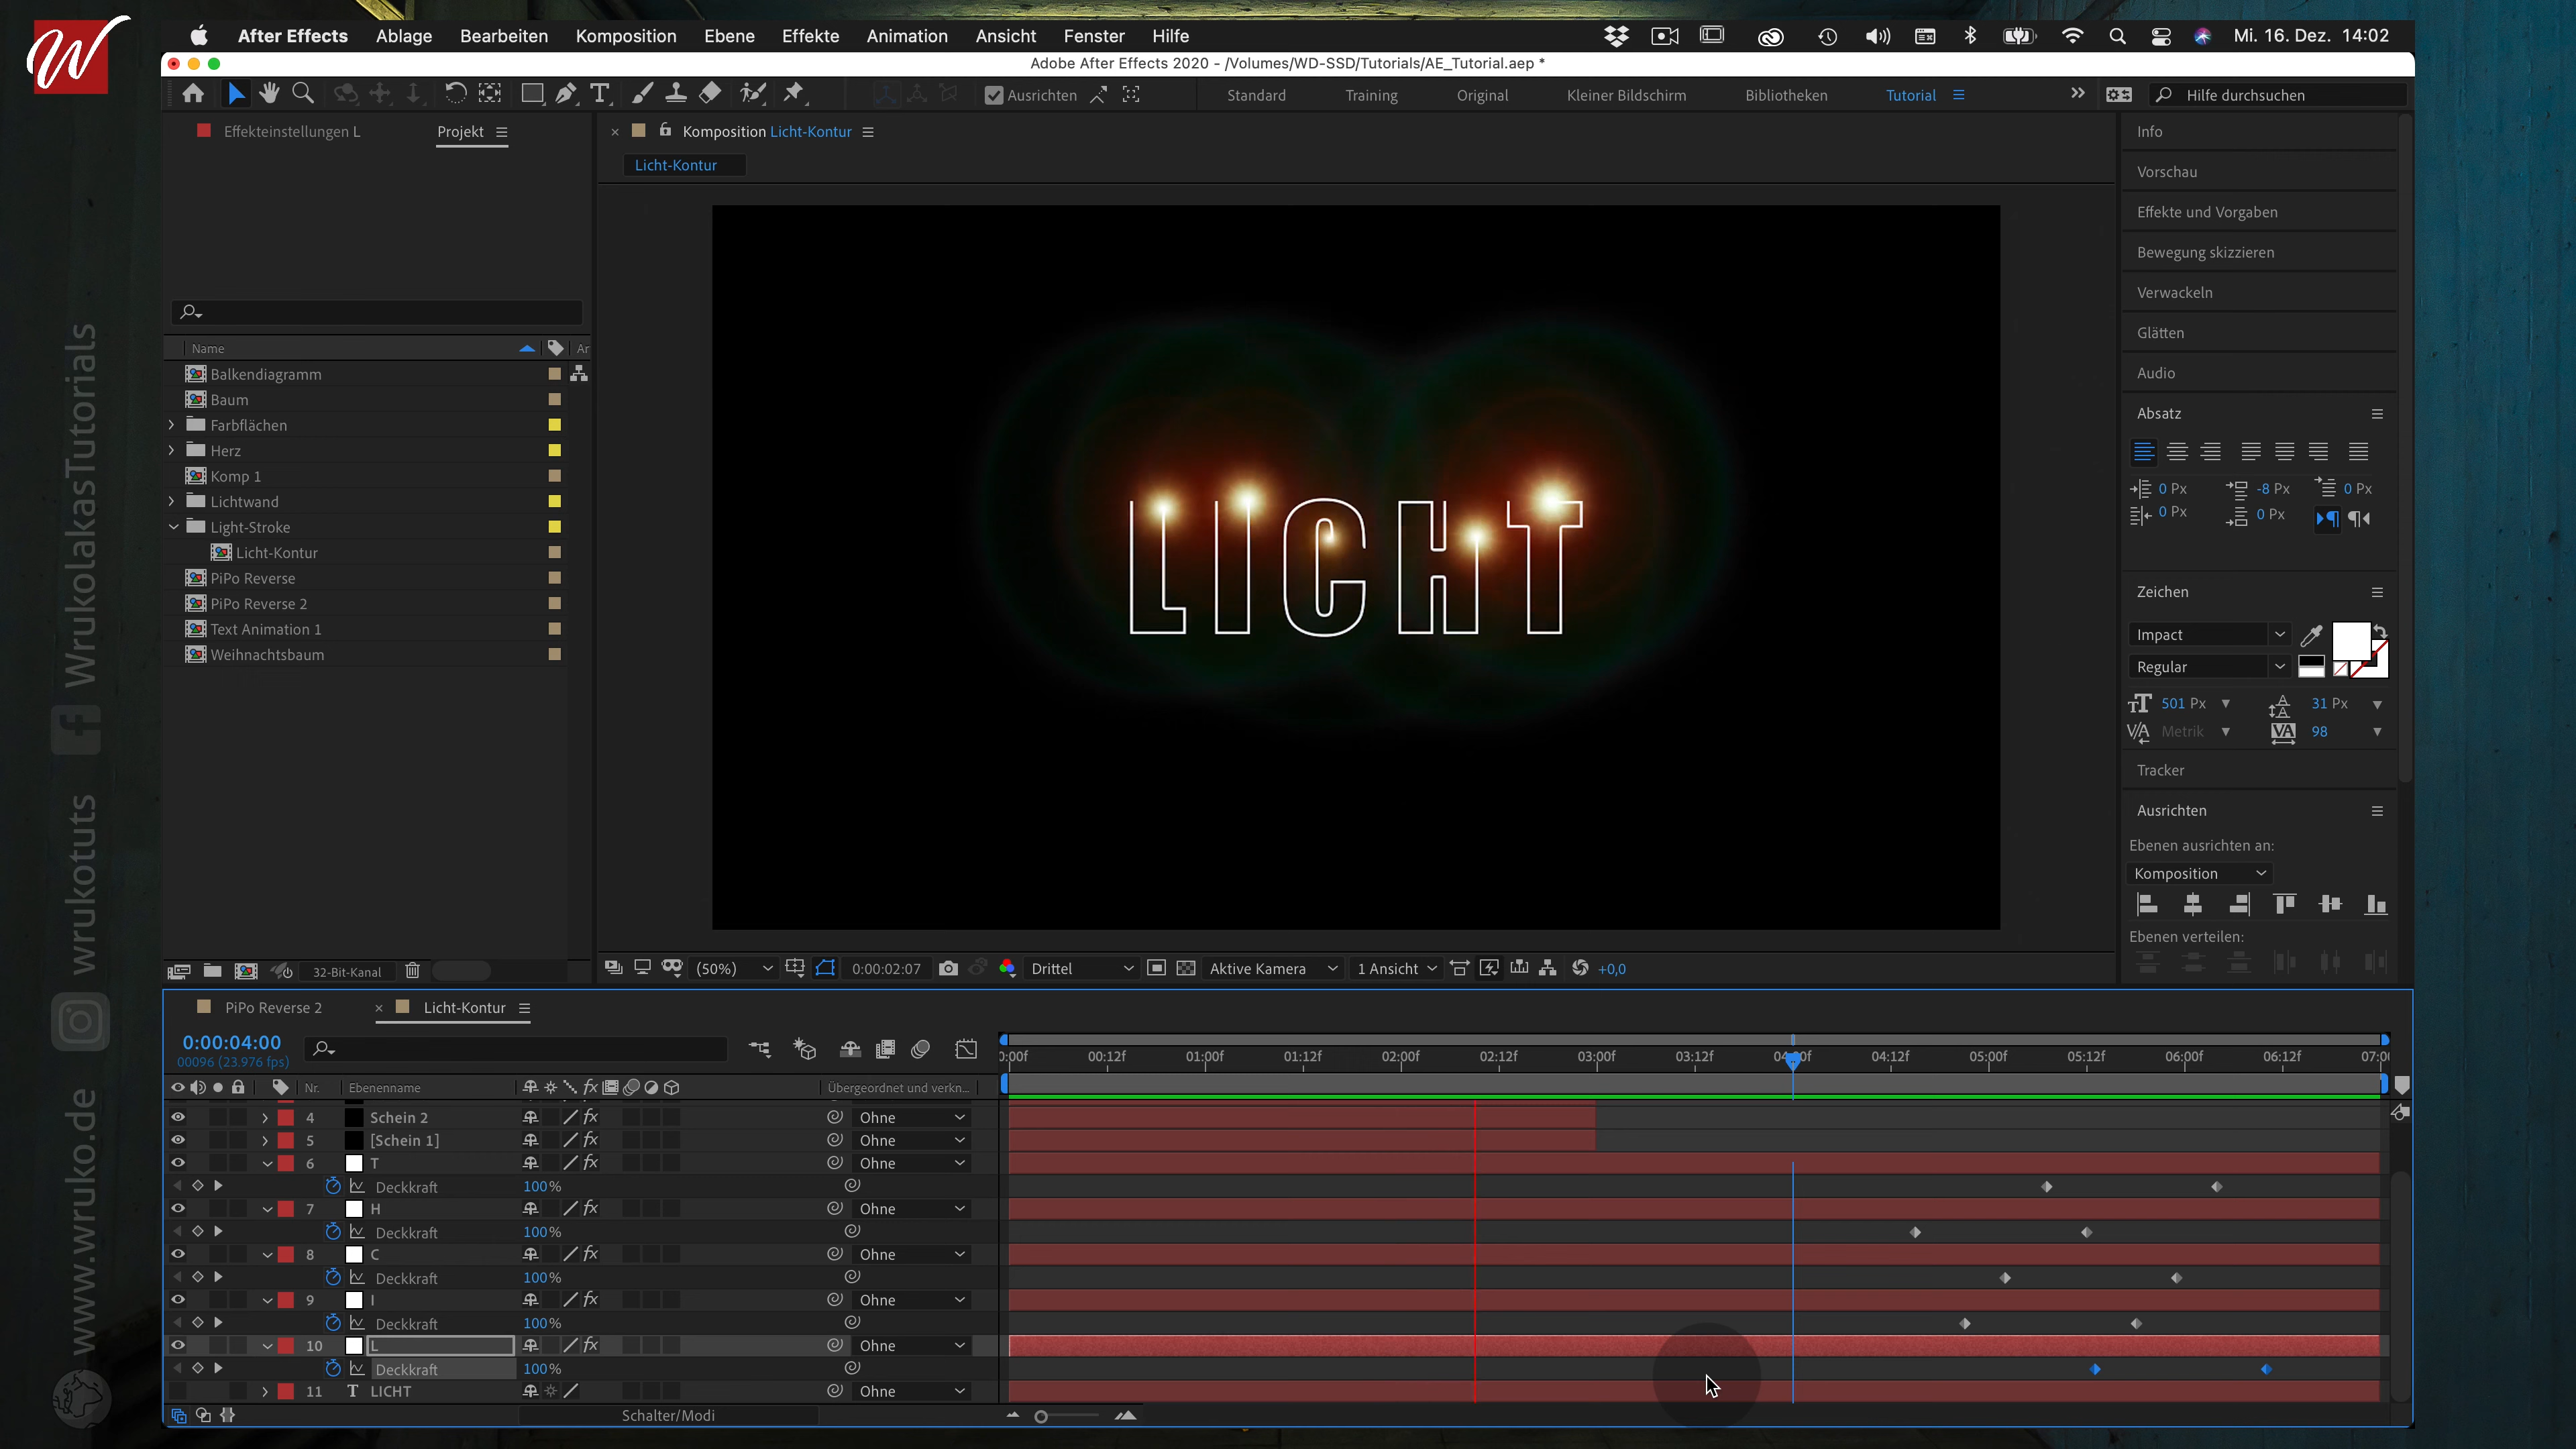 W
After Effects Ablage Bearbeiten Komposition Ebene Effekte Animation Ansicht Fenster Hilfe
Mi. 16. Dez. 14:02
Adobe After Effects 2020 - /Volumes/WD-SSD/Tutorials/AE_Tutorial.aep *
Ausrichten
Standard Training Original Kleiner Bildschirm Bibliotheken Tutorial
Hilfe durchsuchen
Effekteinstellungen L
Projekt
Komposition Licht-Kontur
Licht-Kontur
Name
Ar
Balkendiagramm
Baum
Farbflächen
Herz
Komp 1
Lichtwand
Light-Stroke
Licht-Kontur
PiPo Reverse
PiPo Reverse 2
Text Animation 1
Weihnachtsbaum
32-Bit-Kanal
LICHT
(50%)
0:00:02:07
Drittel
Aktive Kamera
1 Ansicht
+0,0
Info
Vorschau
Effekte und Vorgaben
Bewegung skizzieren
Verwackeln
Glätten
Audio
Absatz
0 Px -8 Px 0 Px
0 Px 0 Px
Zeichen
Impact
Regular
501 Px 31 Px
Metrik 98
Tracker
Ausrichten
Ebenen ausrichten an:
Komposition
Ebenen verteilen:
PiPo Reverse 2
Licht-Kontur
0:00:04:00
00096 (23.976 fps)
00:12f 01:00f 01:12f 02:00f 02:12f 03:00f 03:12f 04:00f 04:12f 05:00f 05:12f 06:00f 06:12f
Nr. Ebenenname
Übergeordnet und verkn...
4 Schein 2 Ohne
5 [Schein 1] Ohne
6 T Ohne
Deckkraft 100%
7 H Ohne
Deckkraft 100%
8 C Ohne
Deckkraft 100%
9 I Ohne
Deckkraft 100%
10 L Ohne
Deckkraft 100%
11 T LICHT Ohne
Schalter/Modi
WrukolakasTutorials
wrukotuts
www.wruko.de